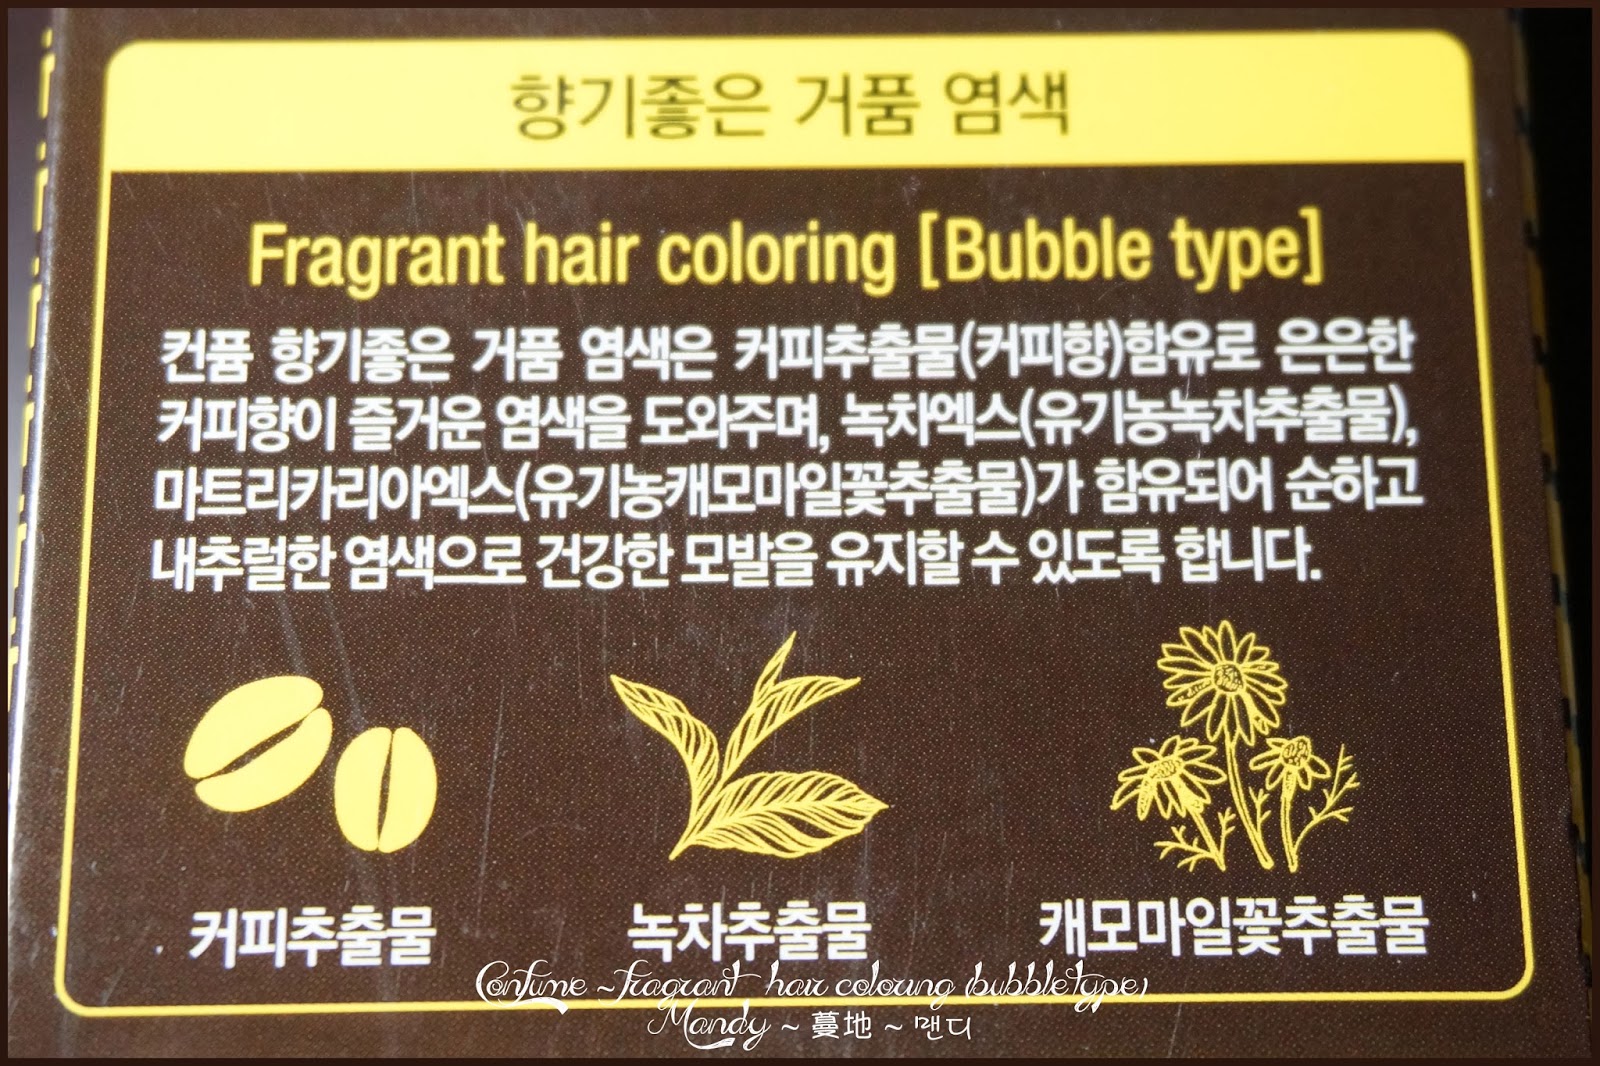 향기좋은 거품 염색
Fragrant hair coloring [Bubble type]
컨퓸 향기좋은 거품 염색은 커피추출물(커피향)함유로 은은한
커피향이 즐거운 염색을 도와주며, 녹차엑스(유기농녹차추출물),
마트리카리아엑스(유기농캐모마일꽃추출물)가 함유되어 순하고
내추럴한 염색으로 건강한 모발을 유지할 수 있도록 합니다.
커피추출물
녹차추출물
캐모마일꽃추출물
Confume ~Fragrant hair coloring (bubble type)
Mandy ~ 蔓地 ~ 맨디